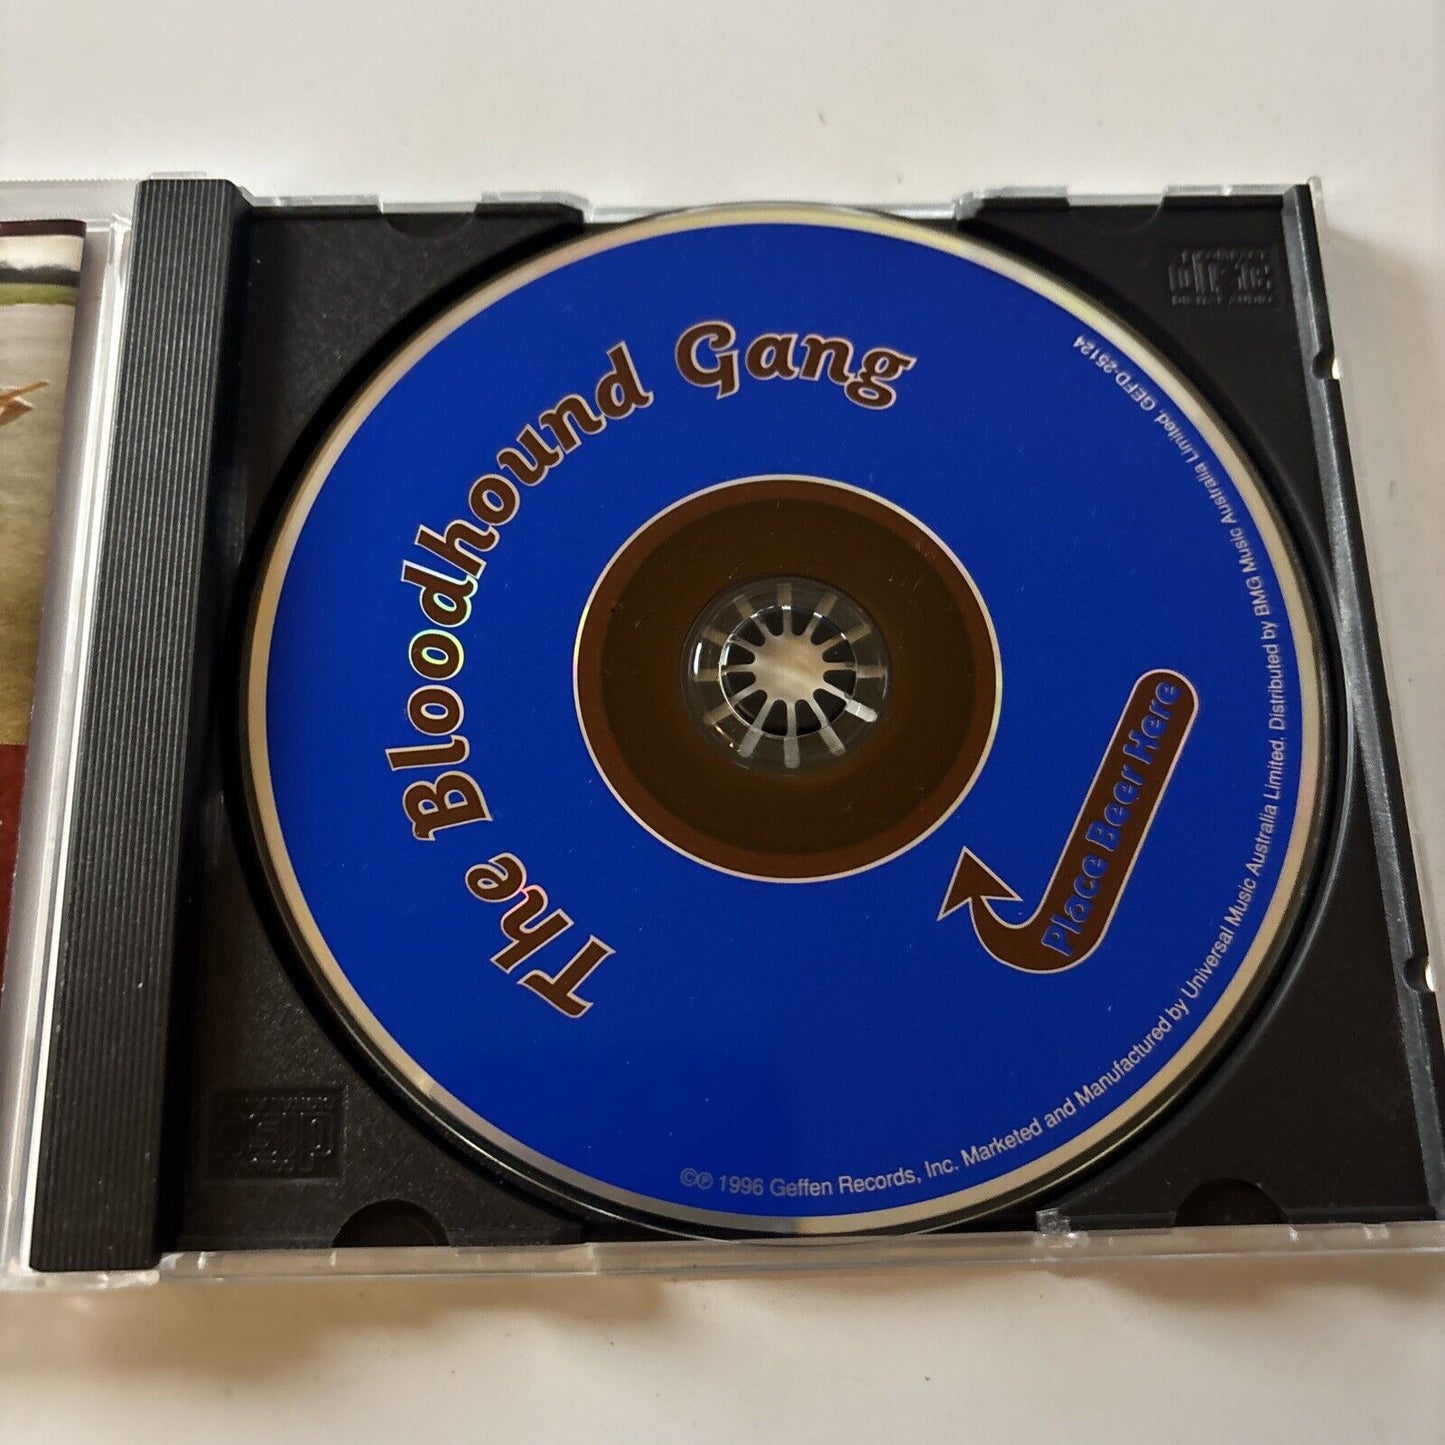 The Bloodhound Gang
Place Beer Here
©℗ 1996 Geffen Records, Inc. Marketed and Manufactured by Universal Music Australia Limited. Distributed by BMG Music Australia Limited. GEFD-25124